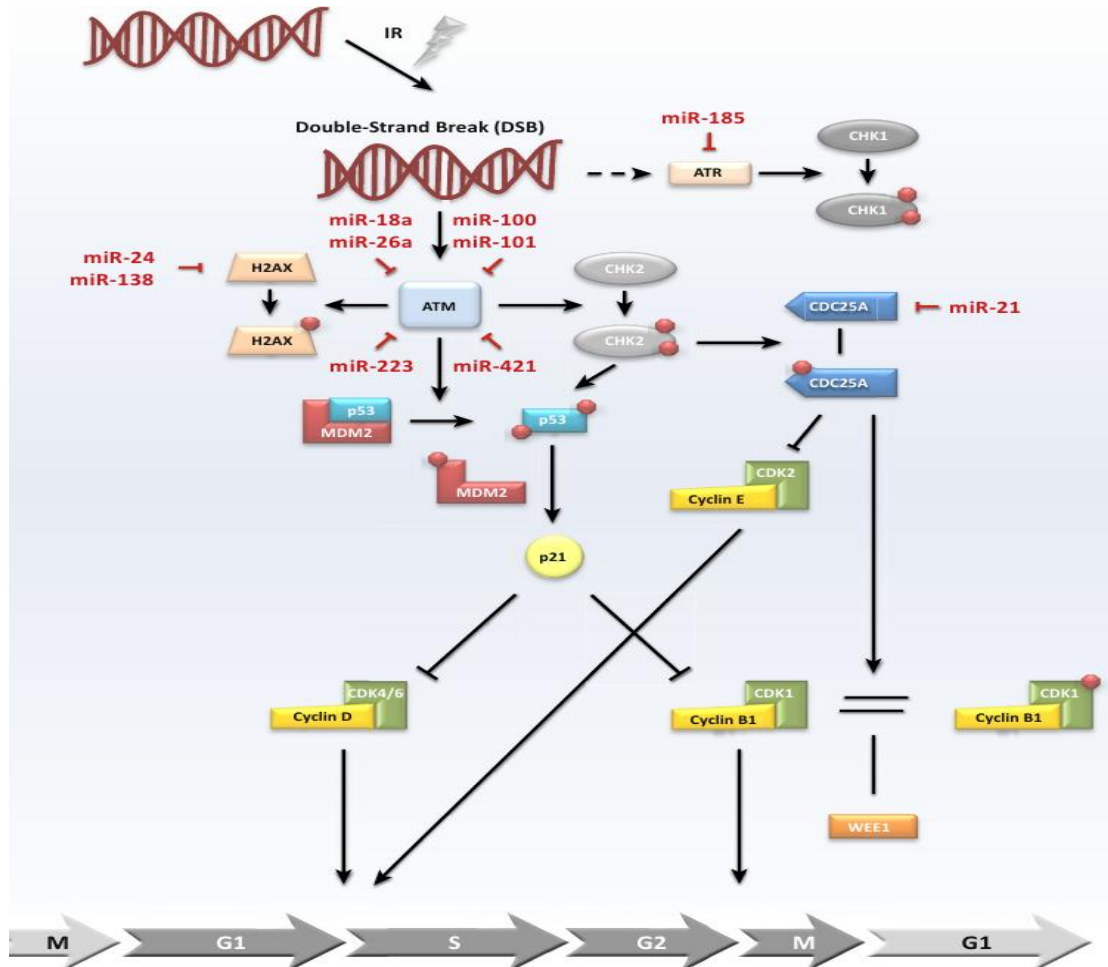 IR
Double-Strand Break (DSB)
miR-185
ATR
CHK1
CHK1
miR-18a
miR-26a
miR-100
miR-101
miR-24
miR-138
H2AX
H2AX
ATM
CHK2
CHK2
CDC25A
miR-21
CDC25A
miR-223
miR-421
p53
MDM2
p53
MDM2
CDK2
Cyclin E
p21
CDK4/6
Cyclin D
CDK1
Cyclin B1
CDK1
Cyclin B1
WEE1
M
G1
S
G2
M
G1